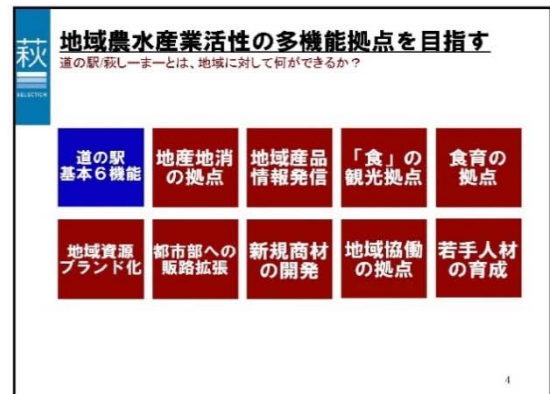 萩
SELECTION
地域農水産業活性の多機能拠点を目指す
道の駅/萩しーまーとは、地域に対して何ができるか？
道の駅
基本６機能
地産地消
の拠点
地域産品
情報発信
「食」の
観光拠点
食育の
拠点
地域資源
ブランド化
都市部への
販路拡張
新規商材
の開発
地域協働
の拠点
若手人材
の育成
4